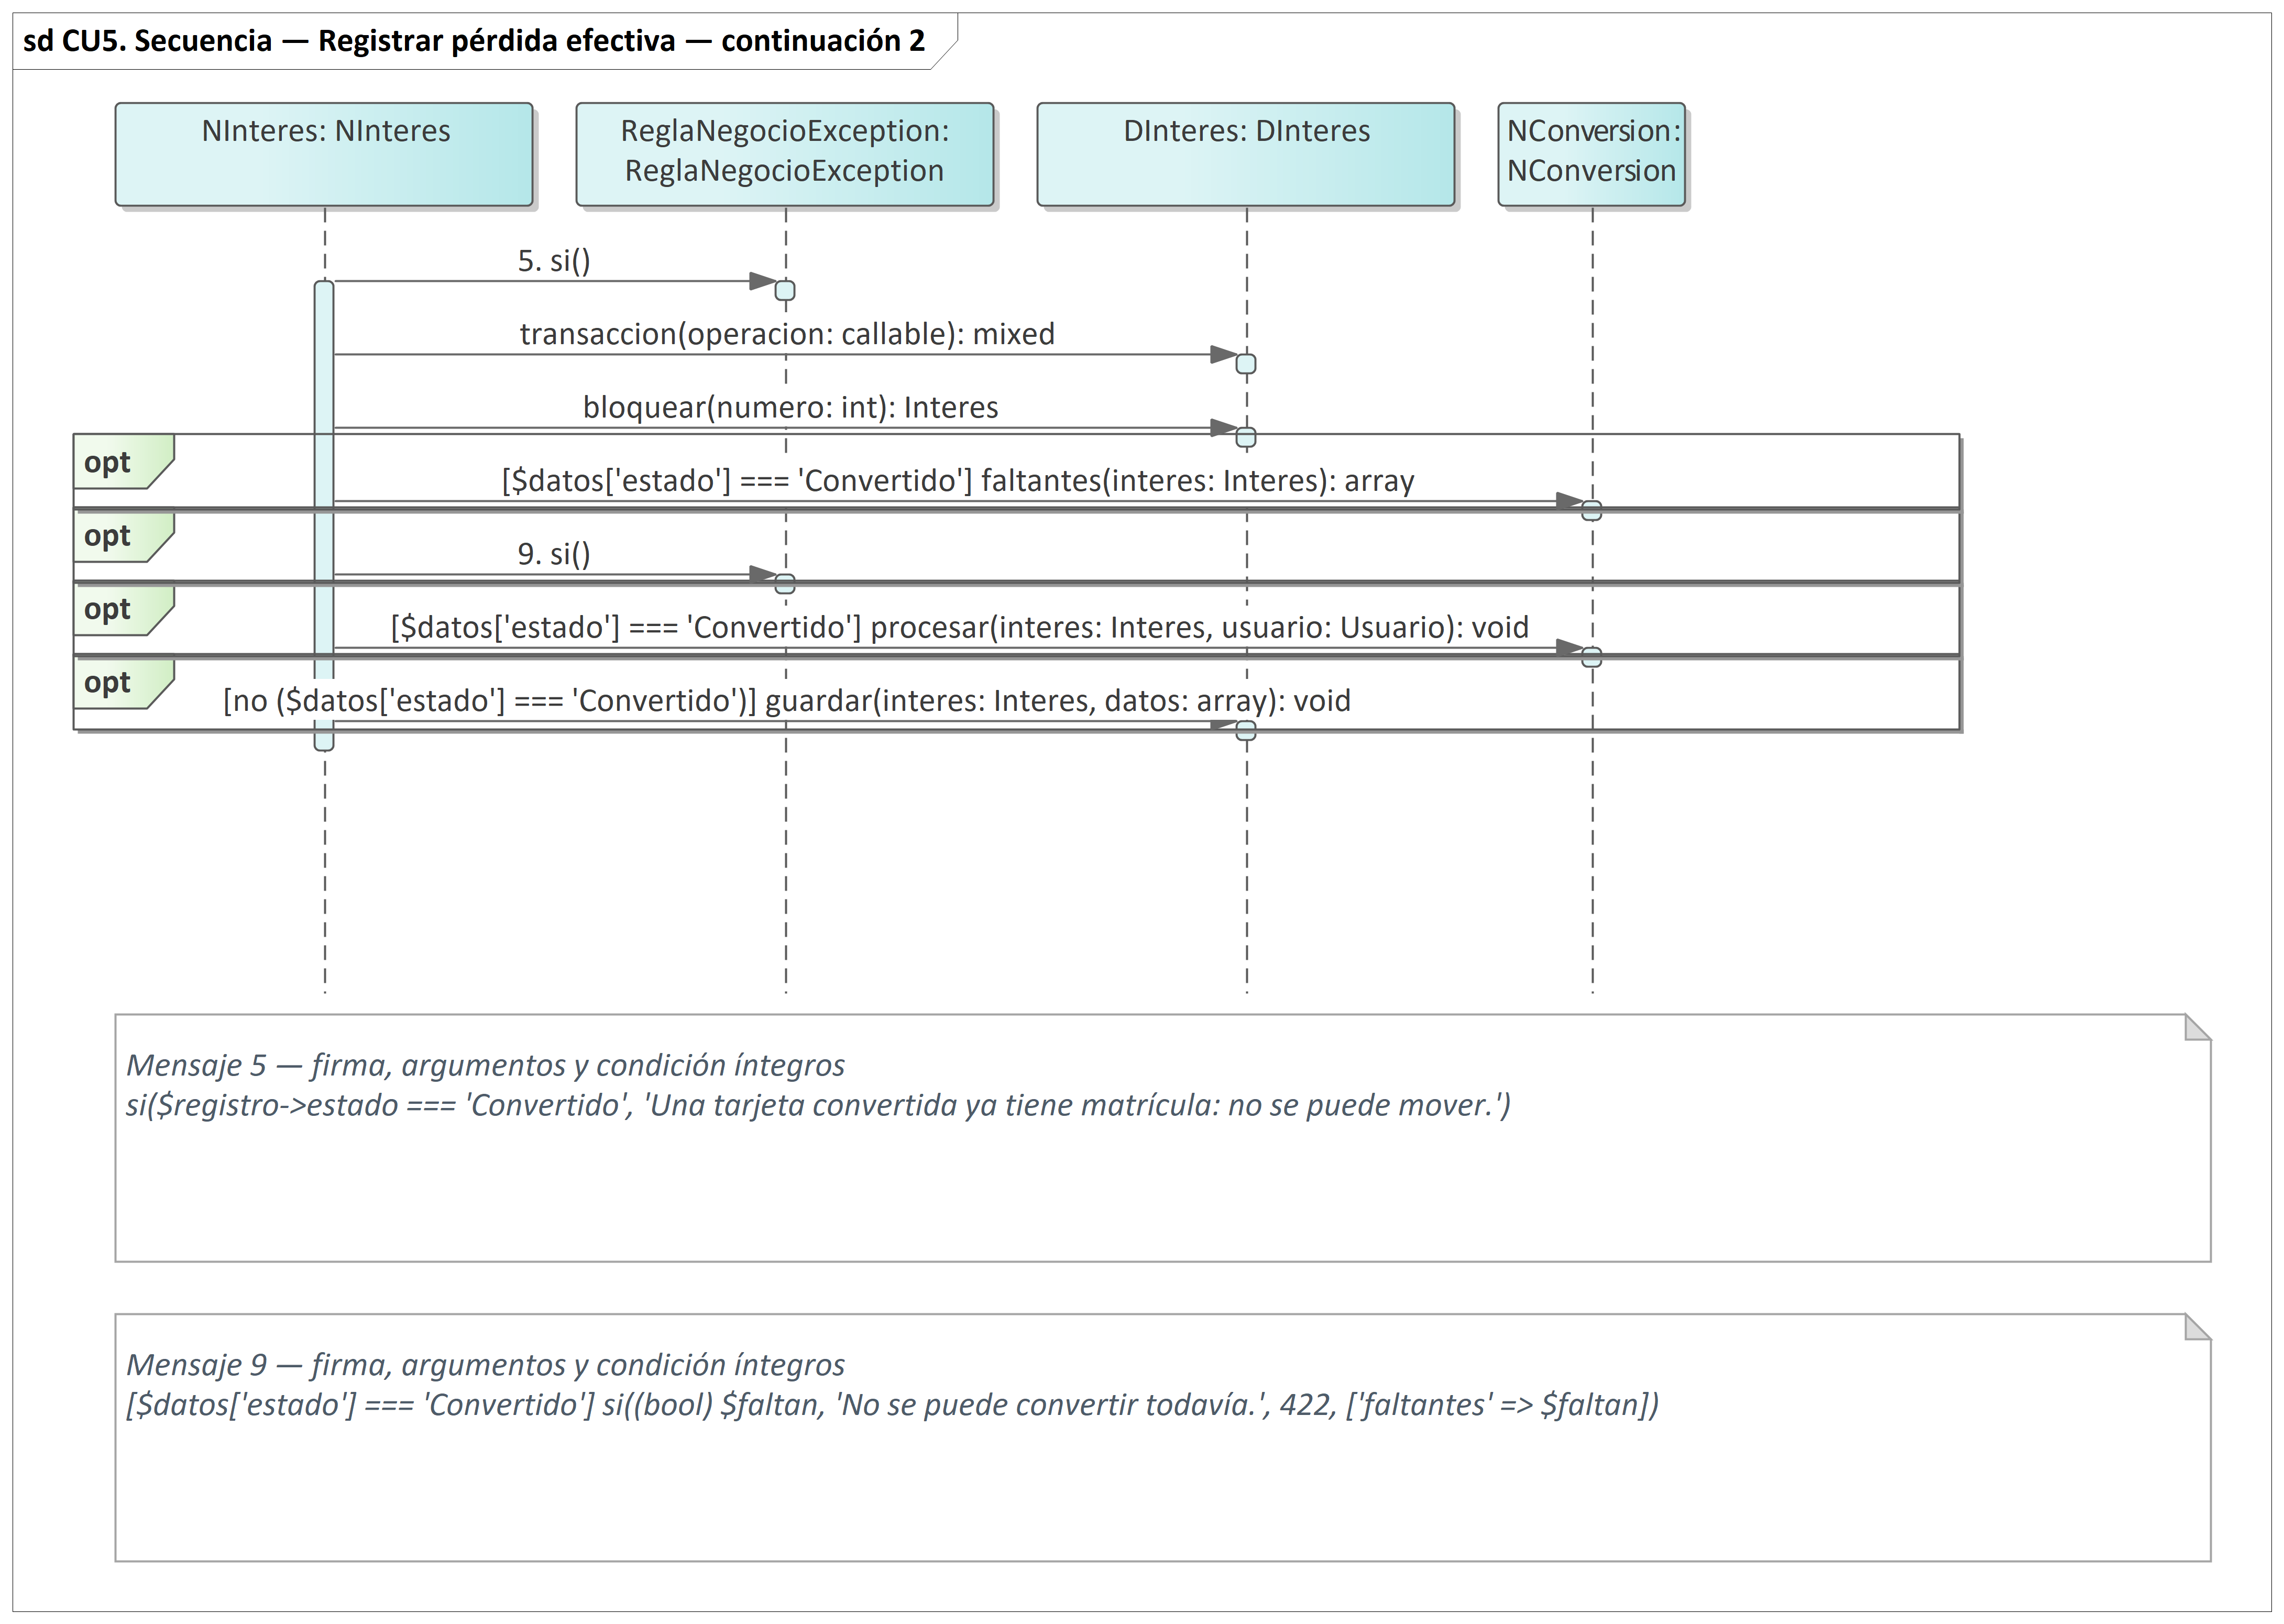 sd CU5. Secuencia — Registrar pérdida efectiva — continuación 2
NInteres: NInteres
ReglaNegocioException:
ReglaNegocioException
DInteres: DInteres
NConversion:
NConversion
5. si()
transaccion(operacion: callable): mixed
bloquear(numero: int): Interes
opt
[$datos['estado'] === 'Convertido'] faltantes(interes: Interes): array
opt
9. si()
opt
[$datos['estado'] === 'Convertido'] procesar(interes: Interes, usuario: Usuario): void
opt
[no ($datos['estado'] === 'Convertido')] guardar(interes: Interes, datos: array): void
Mensaje 5 — firma, argumentos y condición íntegros
si($registro->estado === 'Convertido', 'Una tarjeta convertida ya tiene matrícula: no se puede mover.')
Mensaje 9 — firma, argumentos y condición íntegros
[$datos['estado'] === 'Convertido'] si((bool) $faltan, 'No se puede convertir todavía.', 422, ['faltantes' => $faltan])